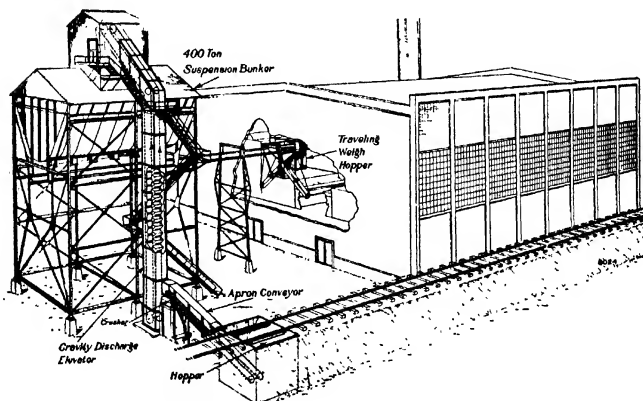 400 Ton
Suspension Bunker
Traveling
Weigh
Hopper
Apron Conveyor
Crusher
Gravity Discharge
Elevator
Hopper